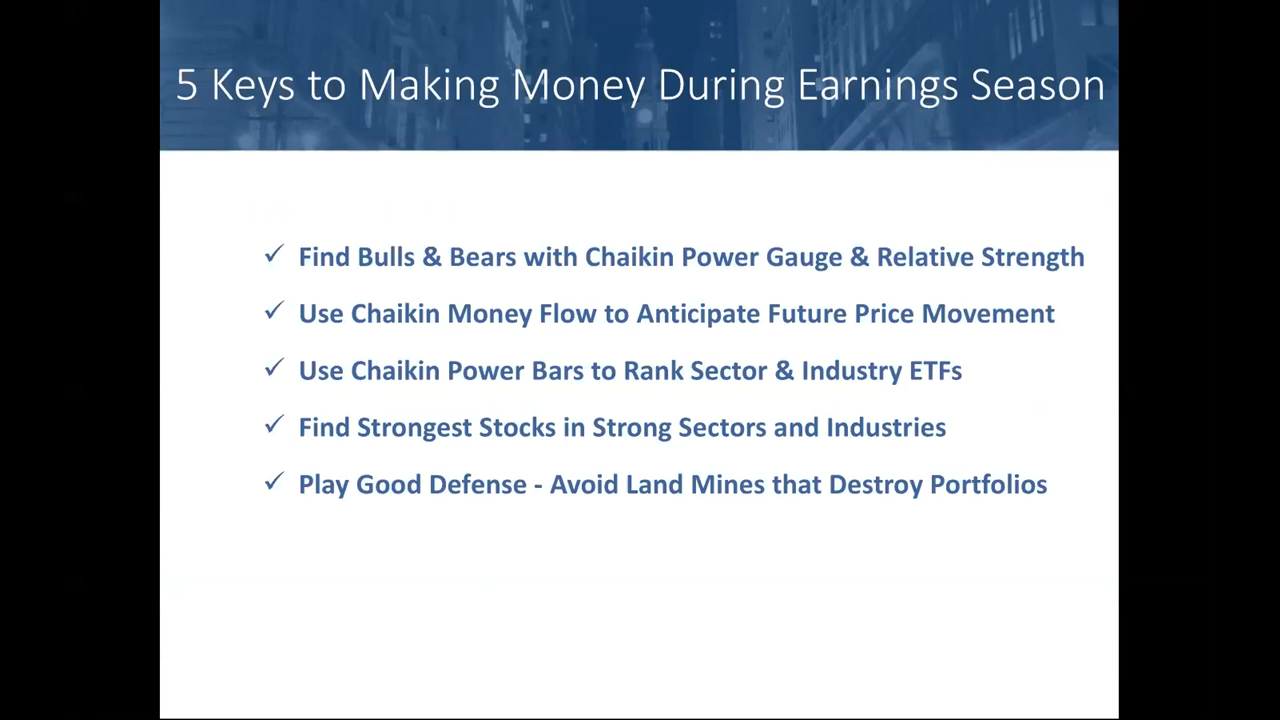 5 Keys to Making Money During Earnings Season
✓ Find Bulls & Bears with Chaikin Power Gauge & Relative Strength
✓ Use Chaikin Money Flow to Anticipate Future Price Movement
✓ Use Chaikin Power Bars to Rank Sector & Industry ETFs
✓ Find Strongest Stocks in Strong Sectors and Industries
✓ Play Good Defense - Avoid Land Mines that Destroy Portfolios